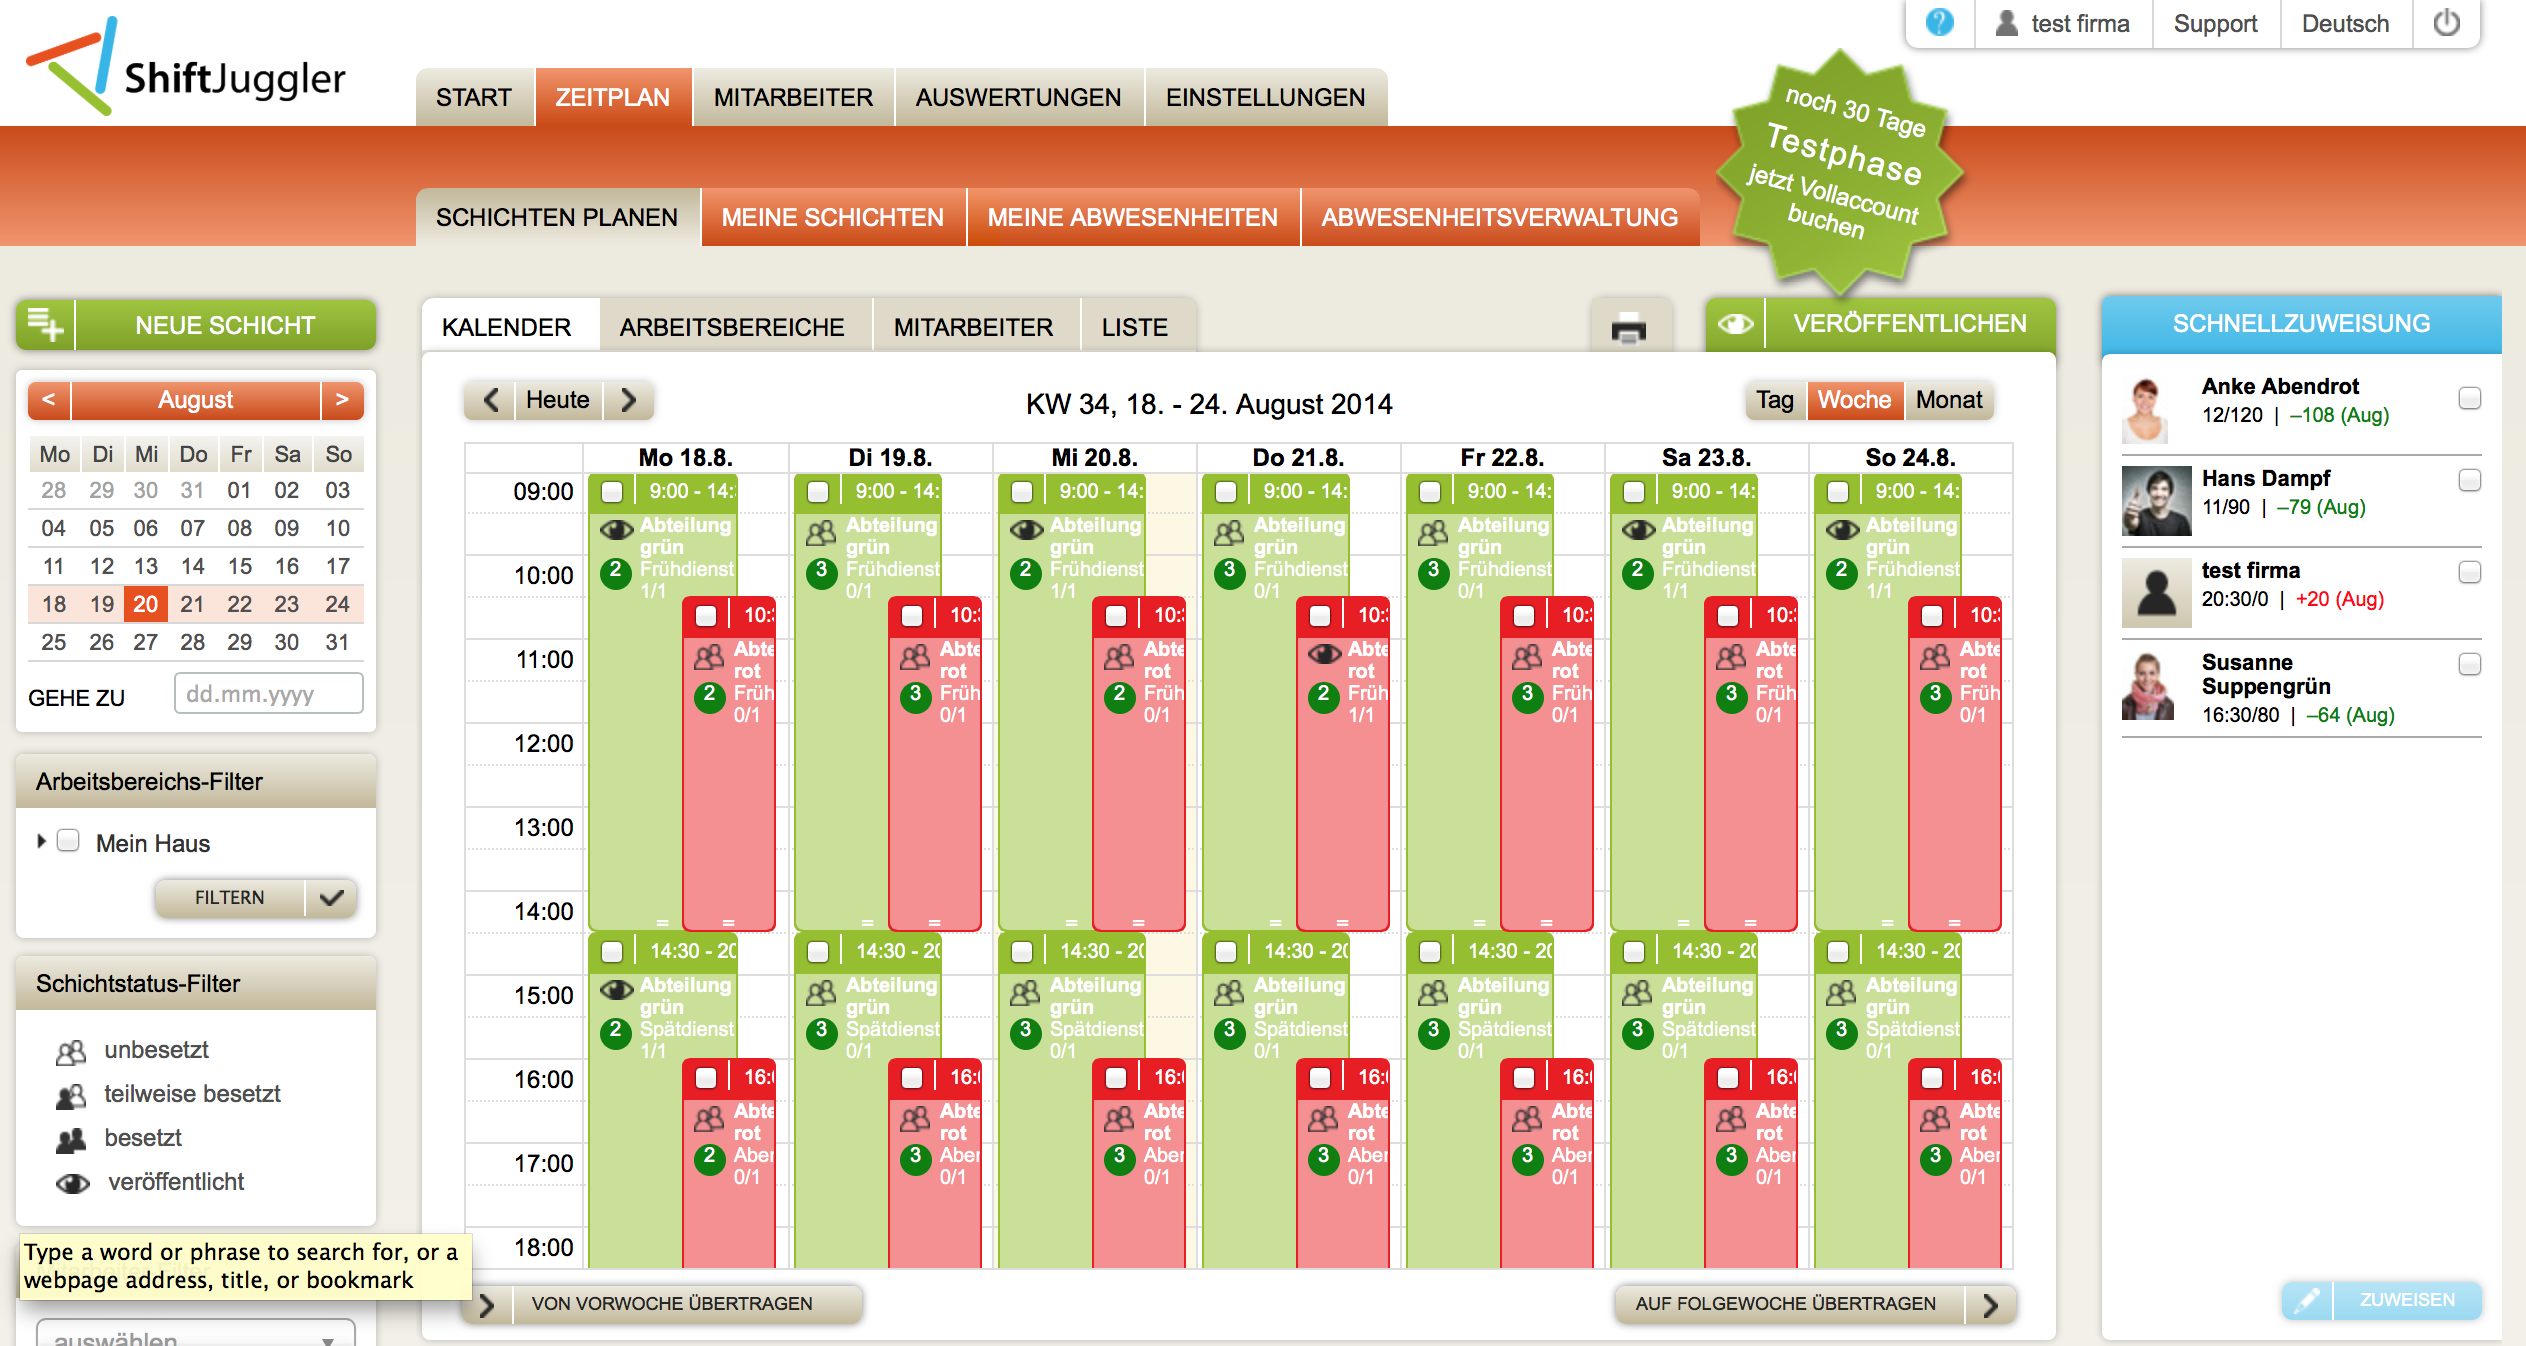 ShiftJuggler
? test firma Support Deutsch
START ZEITPLAN MITARBEITER AUSWERTUNGEN EINSTELLUNGEN
noch 30 Tage
Testphase
jetzt Vollaccount
buchen
SCHICHTEN PLANEN MEINE SCHICHTEN MEINE ABWESENHEITEN ABWESENHEITSVERWALTUNG
NEUE SCHICHT
< August >
Mo Di Mi Do Fr Sa So
28 29 30 31 01 02 03
04 05 06 07 08 09 10
11 12 13 14 15 16 17
18 19 20 21 22 23 24
25 26 27 28 29 30 31
GEHE ZU dd.mm.yyyy
Arbeitsbereichs-Filter
Mein Haus
FILTERN
Schichtstatus-Filter
unbesetzt
teilweise besetzt
besetzt
veröffentlicht
Type a word or phrase to search for, or a
webpage address, title, or bookmark
auswählen
KALENDER ARBEITSBEREICHE MITARBEITER LISTE
VERÖFFENTLICHEN
Heute
KW 34, 18. - 24. August 2014
Tag Woche Monat
Mo 18.8. Di 19.8. Mi 20.8. Do 21.8. Fr 22.8. Sa 23.8. So 24.8.
09:00 9:00 - 14: 9:00 - 14: 9:00 - 14: 9:00 - 14: 9:00 - 14: 9:00 - 14: 9:00 - 14:
Abteilung Abteilung Abteilung Abteilung Abteilung Abteilung Abteilung
grün grün grün grün grün grün grün
10:00 2 Frühdienst 3 Frühdienst 2 Frühdienst 3 Frühdienst 3 Frühdienst 2 Frühdienst 2 Frühdienst
1/1 0/1 1/1 0/1 0/1 1/1 1/1
10:3 10:3 10:3 10:3 10:3 10:3 10:3
11:00 Abte Abte Abte Abte Abte Abte Abte
rot rot rot rot rot rot rot
2 Früh 3 Früh 2 Früh 2 Früh 3 Früh 3 Früh 3 Früh
0/1 0/1 0/1 1/1 0/1 0/1 0/1
12:00
13:00
14:00
14:30 - 20 14:30 - 20 14:30 - 20 14:30 - 20 14:30 - 20 14:30 - 20 14:30 - 20
15:00 Abteilung Abteilung Abteilung Abteilung Abteilung Abteilung Abteilung
grün grün grün grün grün grün grün
2 Spätdienst 3 Spätdienst 3 Spätdienst 3 Spätdienst 3 Spätdienst 3 Spätdienst 3 Spätdienst
1/1 0/1 0/1 0/1 0/1 0/1 0/1
16:00 16:0 16:0 16:0 16:0 16:0 16:0 16:0
Abte Abte Abte Abte Abte Abte Abte
rot rot rot rot rot rot rot
17:00 2 Aber 3 Aber 3 Aber 3 Aber 3 Aber 3 Aber 3 Aber
0/1 0/1 0/1 0/1 0/1 0/1 0/1
18:00
VON VORWOCHE ÜBERTRAGEN AUF FOLGEWOCHE ÜBERTRAGEN
SCHNELLZUWEISUNG
Anke Abendrot
12/120 | –108 (Aug)
Hans Dampf
11/90 | –79 (Aug)
test firma
20:30/0 | +20 (Aug)
Susanne
Suppengrün
16:30/80 | –64 (Aug)
ZUWEISEN